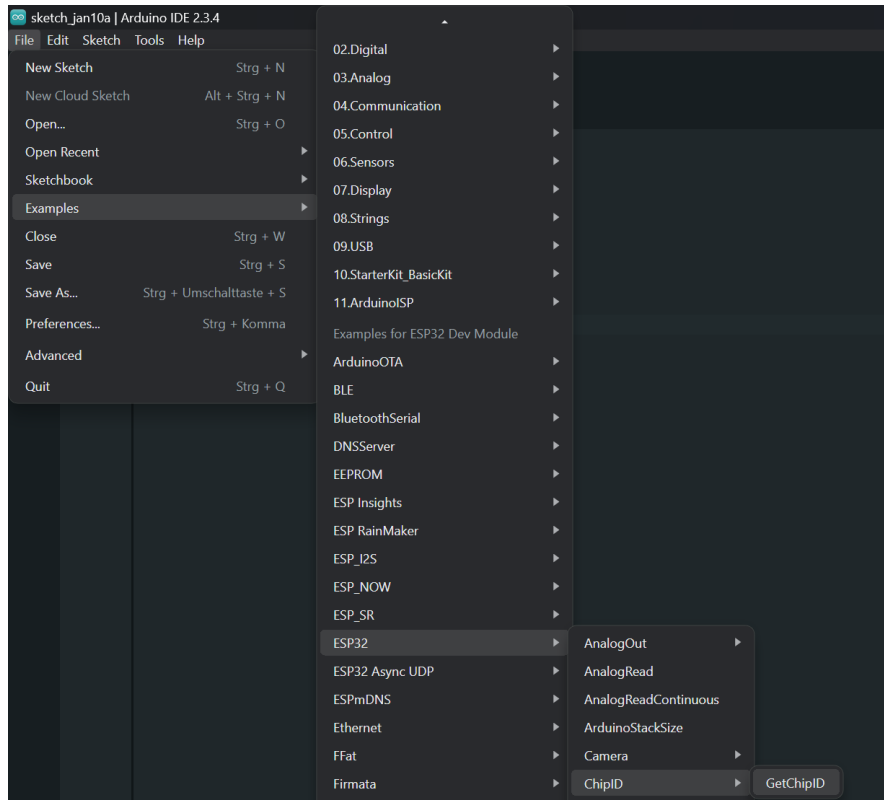 sketch_jan10a | Arduino IDE 2.3.4
File Edit Sketch Tools Help
New Sketch Strg + N
New Cloud Sketch Alt + Strg + N
Open... Strg + O
Open Recent
Sketchbook
Examples
Close Strg + W
Save Strg + S
Save As... Strg + Umschalttaste + S
Preferences... Strg + Komma
Advanced
Quit Strg + Q
02.Digital
03.Analog
04.Communication
05.Control
06.Sensors
07.Display
08.Strings
09.USB
10.StarterKit_BasicKit
11.ArduinoISP
Examples for ESP32 Dev Module
ArduinoOTA
BLE
BluetoothSerial
DNSServer
EEPROM
ESP Insights
ESP RainMaker
ESP_I2S
ESP_NOW
ESP_SR
ESP32
ESP32 Async UDP
ESPmDNS
Ethernet
FFat
Firmata
AnalogOut
AnalogRead
AnalogReadContinuous
ArduinoStackSize
Camera
ChipID
GetChipID